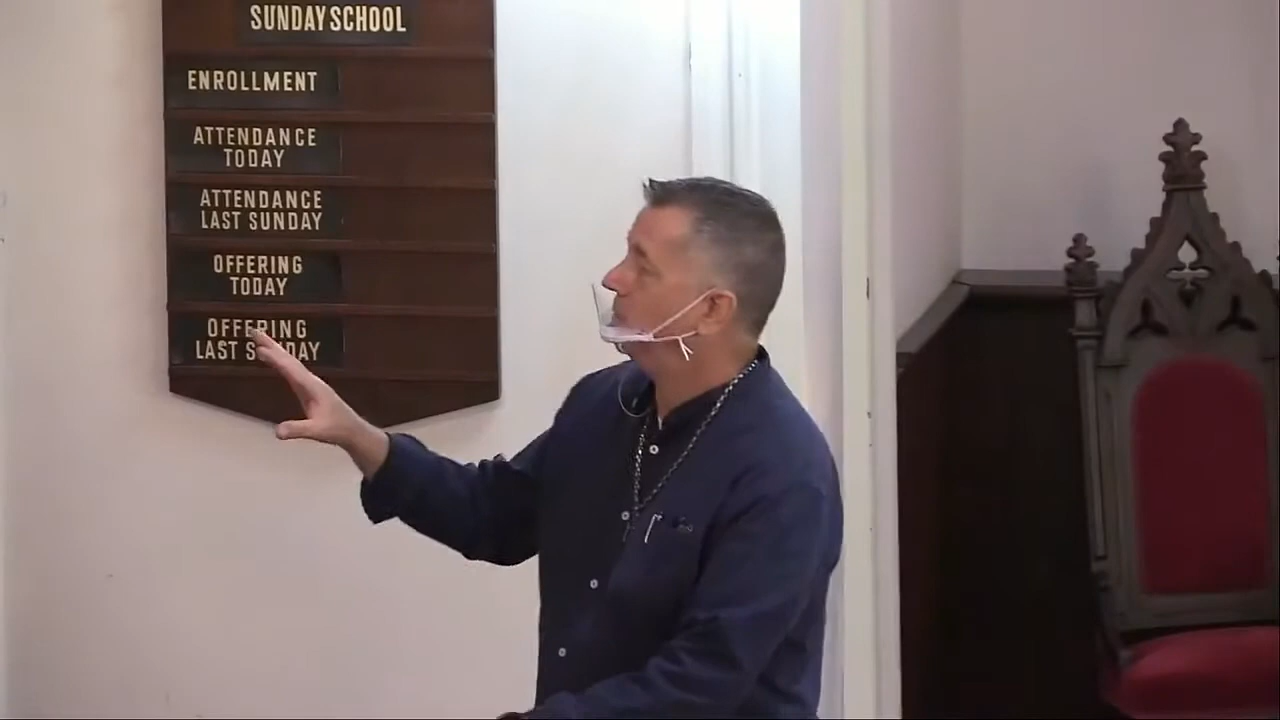 SUNDAY SCHOOL
ENROLLMENT
ATTENDANCE
TODAY
ATTENDANCE
LAST SUNDAY
OFFERING
TODAY
OFFERING
LAST SUNDAY